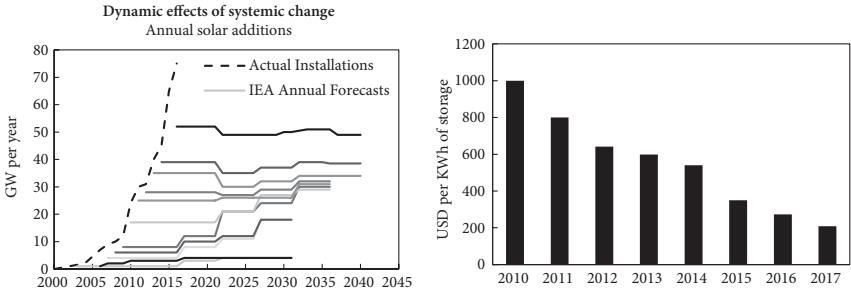 Dynamic effects of systemic change
Annual solar additions
GW per year
80
70
60
50
40
30
20
10
0
Actual Installations
IEA Annual Forecasts
2000 2005 2010 2015 2020 2025 2030 2035 2040 2045
USD per KWh of storage
1200
1000
800
600
400
200
0
2010 2011 2012 2013 2014 2015 2016 2017